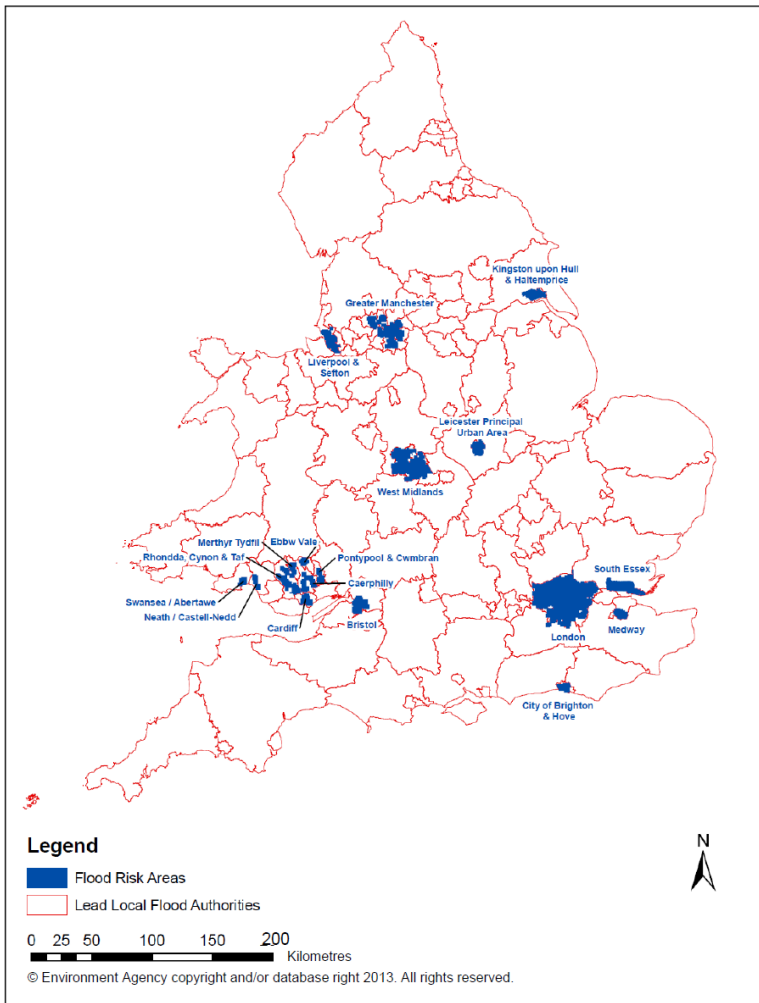 Kingston upon Hull
& Haltemprice
Greater Manchester
Liverpool &
Sefton
Leicester Principal
Urban Area
West Midlands
Merthyr Tydfil
Ebbw Vale
Rhondda, Cynon & Taf
Pontypool & Cwmbran
Caerphilly
South Essex
Swansea / Abertawe
Neath / Castell-Nedd
Cardiff
Bristol
London
Medway
City of Brighton
& Hove
Legend
Flood Risk Areas
Lead Local Flood Authorities
N
0 25 50 100 150 200
Kilometres
© Environment Agency copyright and/or database right 2013. All rights reserved.